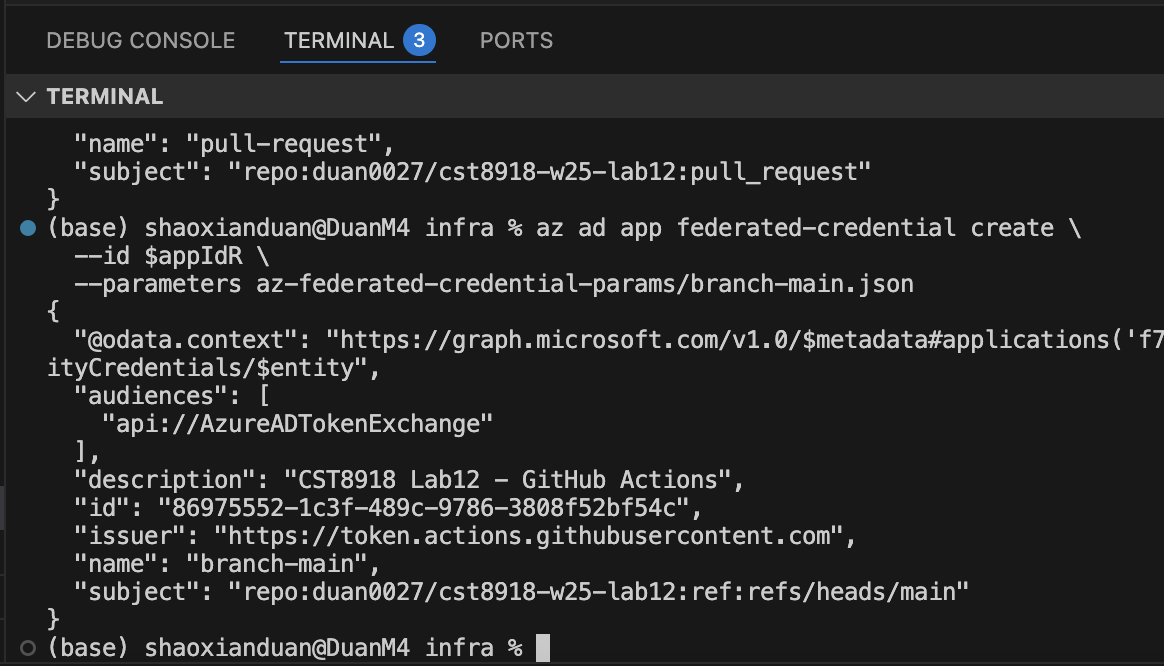 DEBUG CONSOLE TERMINAL 3 PORTS
TERMINAL
"name": "pull-request",
"subject": "repo:duan0027/cst8918-w25-lab12:pull_request"
}
(base) shaoxianduan@DuanM4 infra % az ad app federated-credential create \
--id $appIdR \
--parameters az-federated-credential-params/branch-main.json
{
"@odata.context": "https://graph.microsoft.com/v1.0/$metadata#applications('f7
ityCredentials/$entity",
"audiences": [
"api://AzureADTokenExchange"
],
"description": "CST8918 Lab12 - GitHub Actions",
"id": "86975552-1c3f-489c-9786-3808f52bf54c",
"issuer": "https://token.actions.githubusercontent.com",
"name": "branch-main",
"subject": "repo:duan0027/cst8918-w25-lab12:ref:refs/heads/main"
}
(base) shaoxianduan@DuanM4 infra %